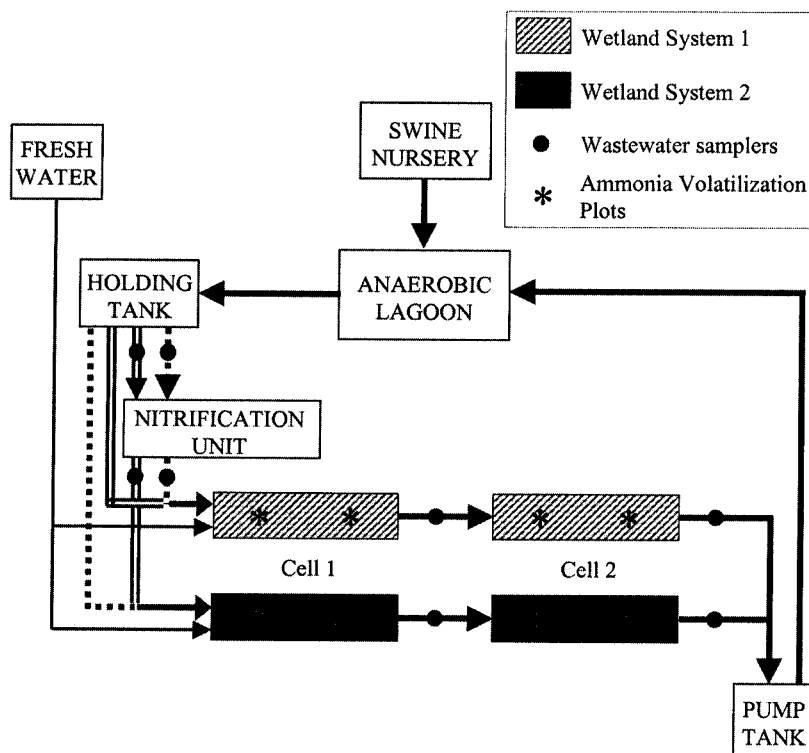 Wetland System 1
Wetland System 2
Wastewater samplers
Ammonia Volatilization
Plots
FRESH
WATER
SWINE
NURSERY
HOLDING
TANK
ANAEROBIC
LAGOON
NITRIFICATION
UNIT
Cell 1
Cell 2
PUMP
TANK